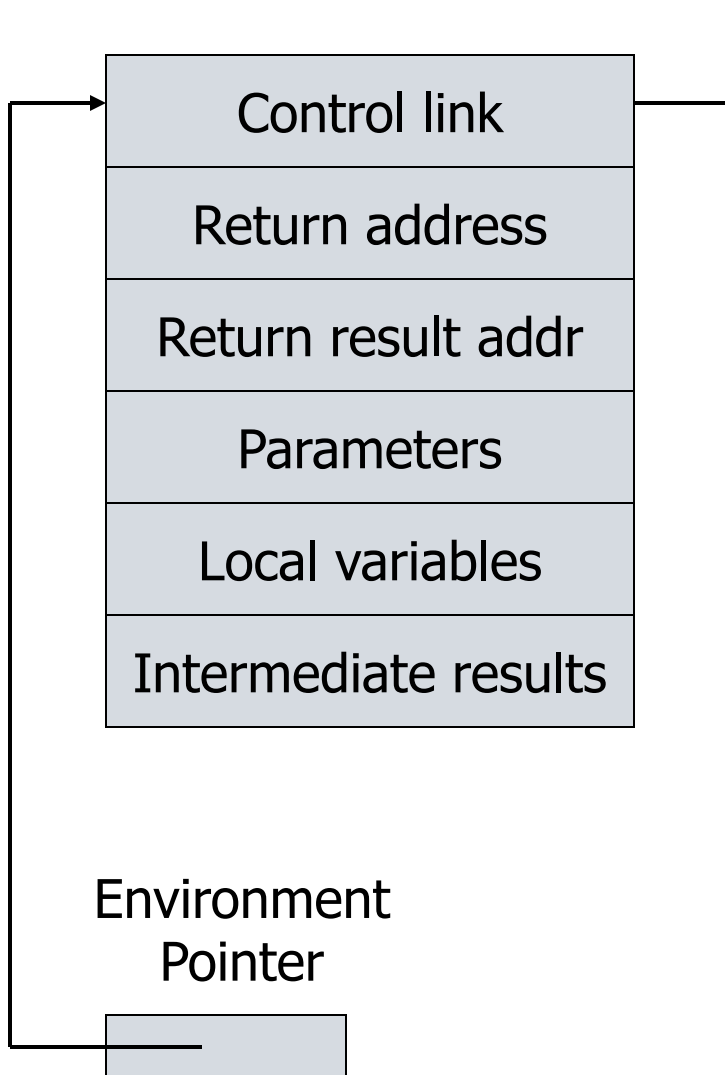 Control link
Return address
Return result addr
Parameters
Local variables
Intermediate results
Environment
Pointer